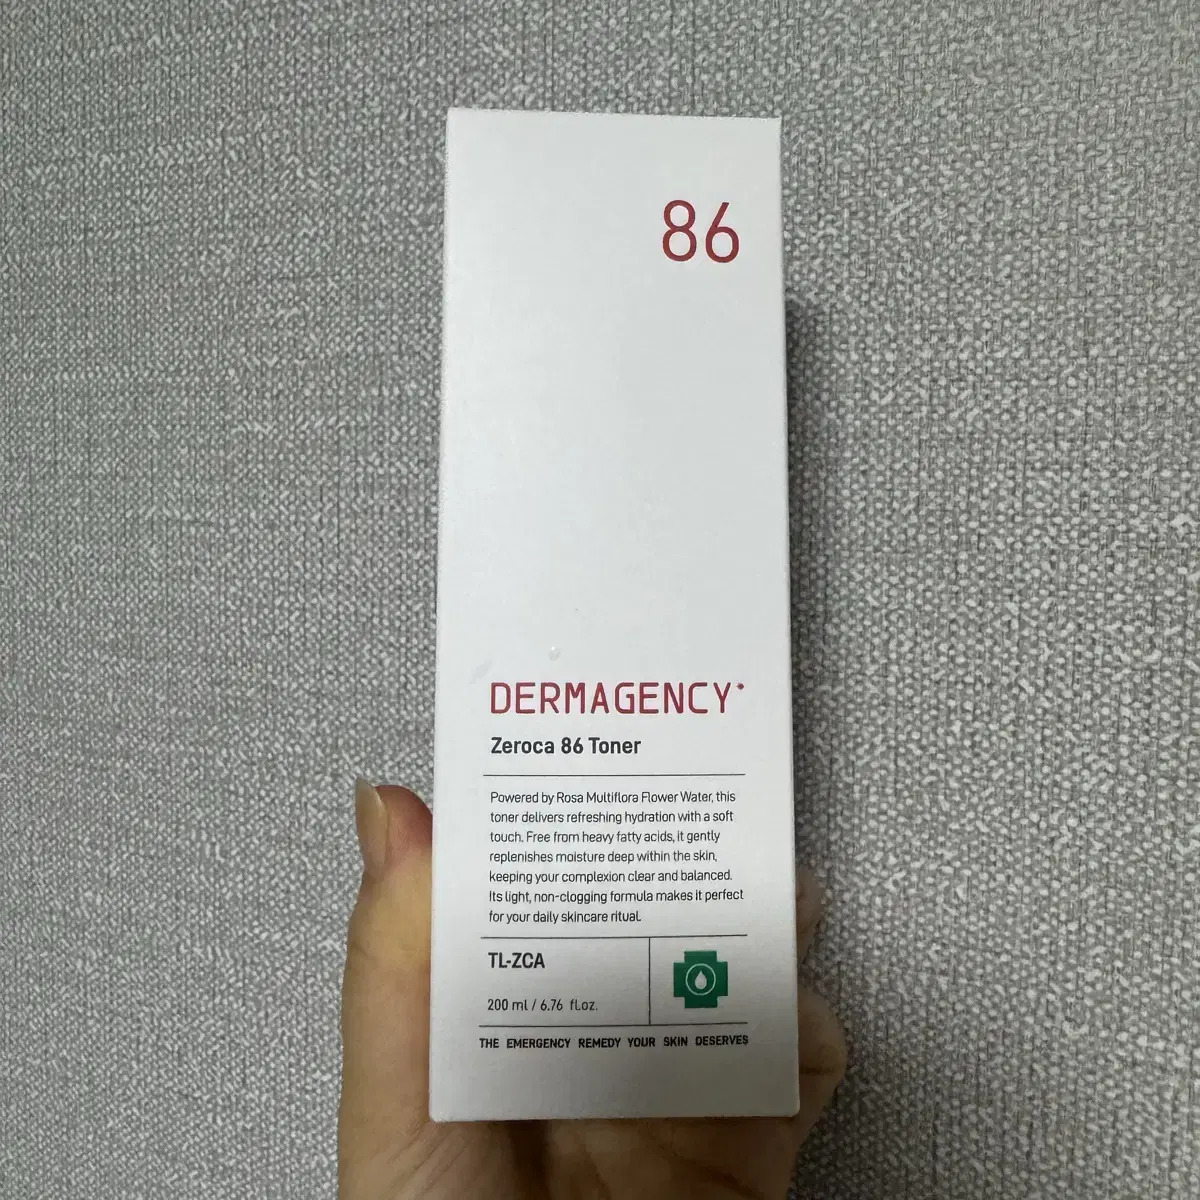 86
DERMAGENCY
Zeroca 86 Toner
Powered by Rosa Multiflora Flower Water, this
toner delivers refreshing hydration with a soft
touch. Free from heavy fatty acids, it gently
replenishes moisture deep within the skin,
keeping your complexion clear and balanced.
Its light, non-clogging formula makes it perfect
for your daily skincare ritual.
TL-ZCA
200 ml / 6.76 fl.oz.
THE EMERGENCY REMEDY YOUR SKIN DESERVES